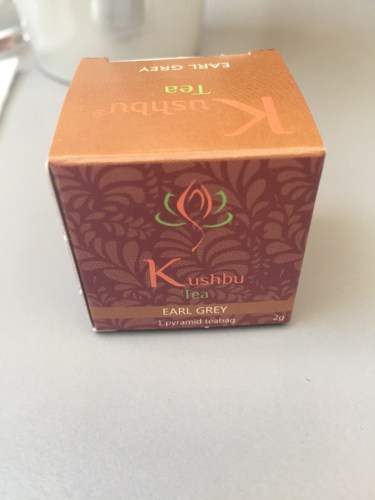 EARL GREY
Tea
Kushbu®
Kushbu
Tea
EARL GREY
1 pyramid teabag
2g